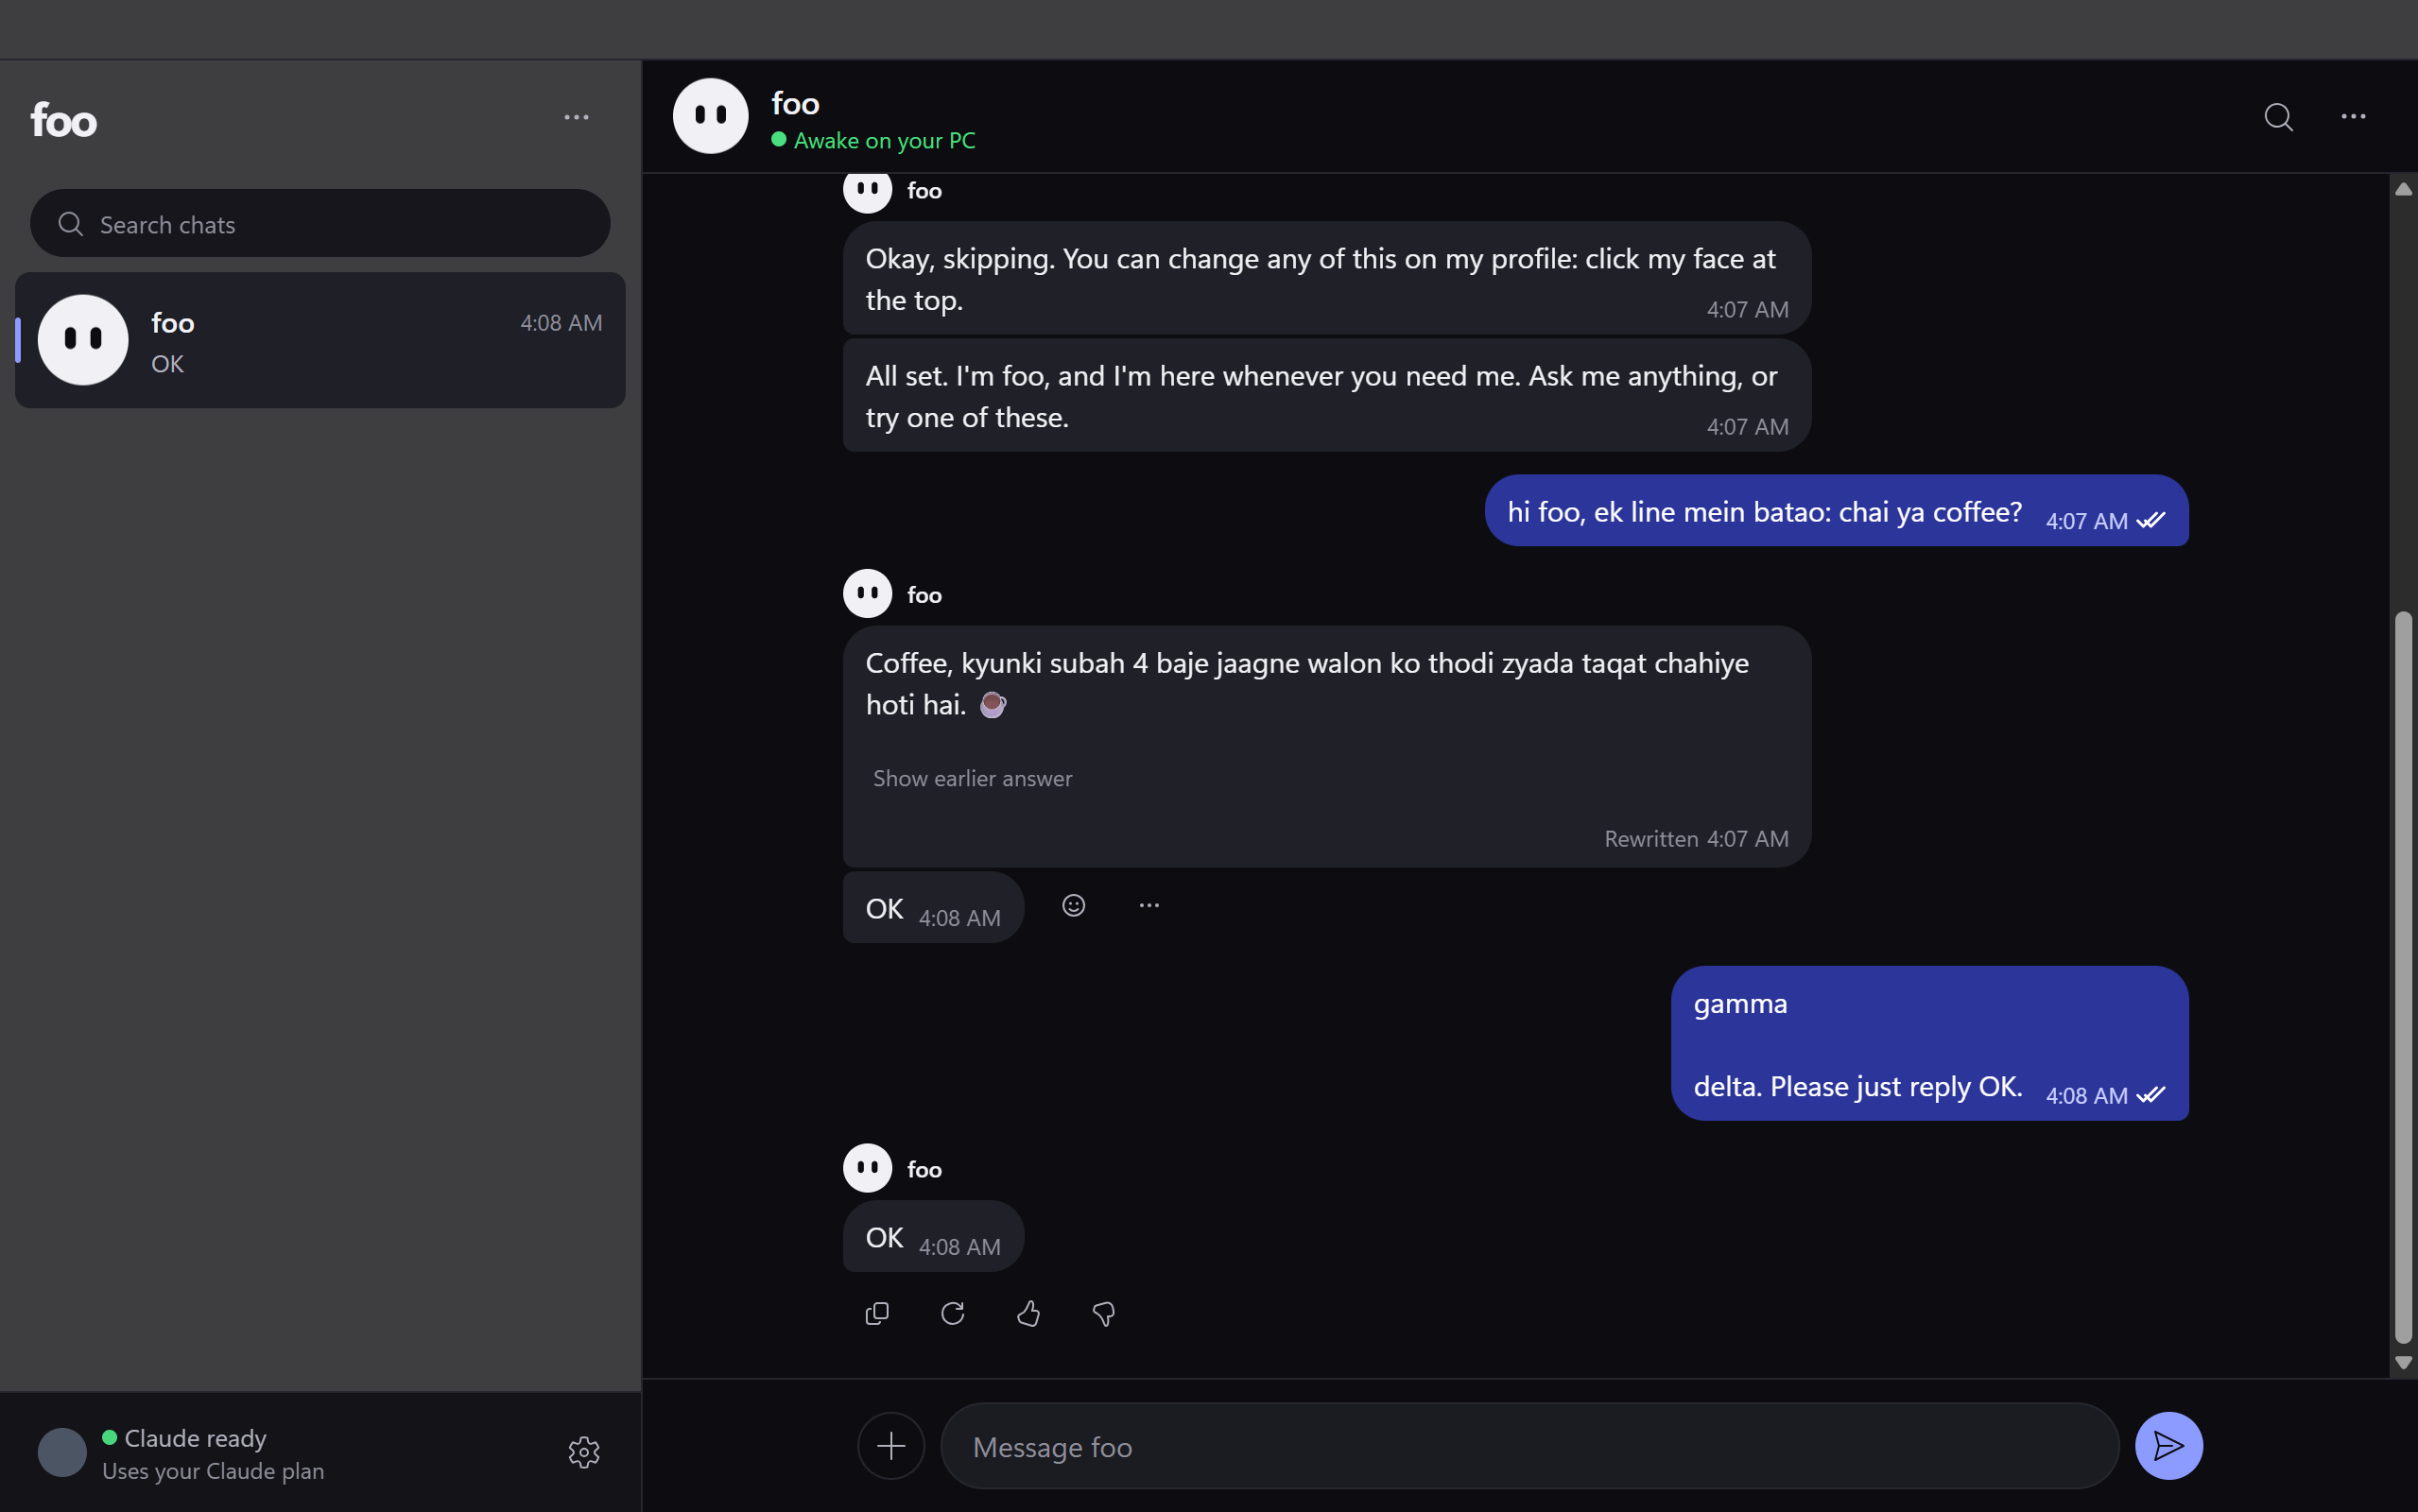 foo
Search chats
foo
4:08 AM
OK
Claude ready
Uses your Claude plan
foo
Awake on your PC
foo
Okay, skipping. You can change any of this on my profile: click my face at
the top.
4:07 AM
All set. I'm foo, and I'm here whenever you need me. Ask me anything, or
try one of these.
4:07 AM
hi foo, ek line mein batao: chai ya coffee? 4:07 AM
foo
Coffee, kyunki subah 4 baje jaagne walon ko thodi zyada taqat chahiye
hoti hai. ☕
Show earlier answer
Rewritten 4:07 AM
OK 4:08 AM
gamma
delta. Please just reply OK. 4:08 AM
foo
OK 4:08 AM
Message foo